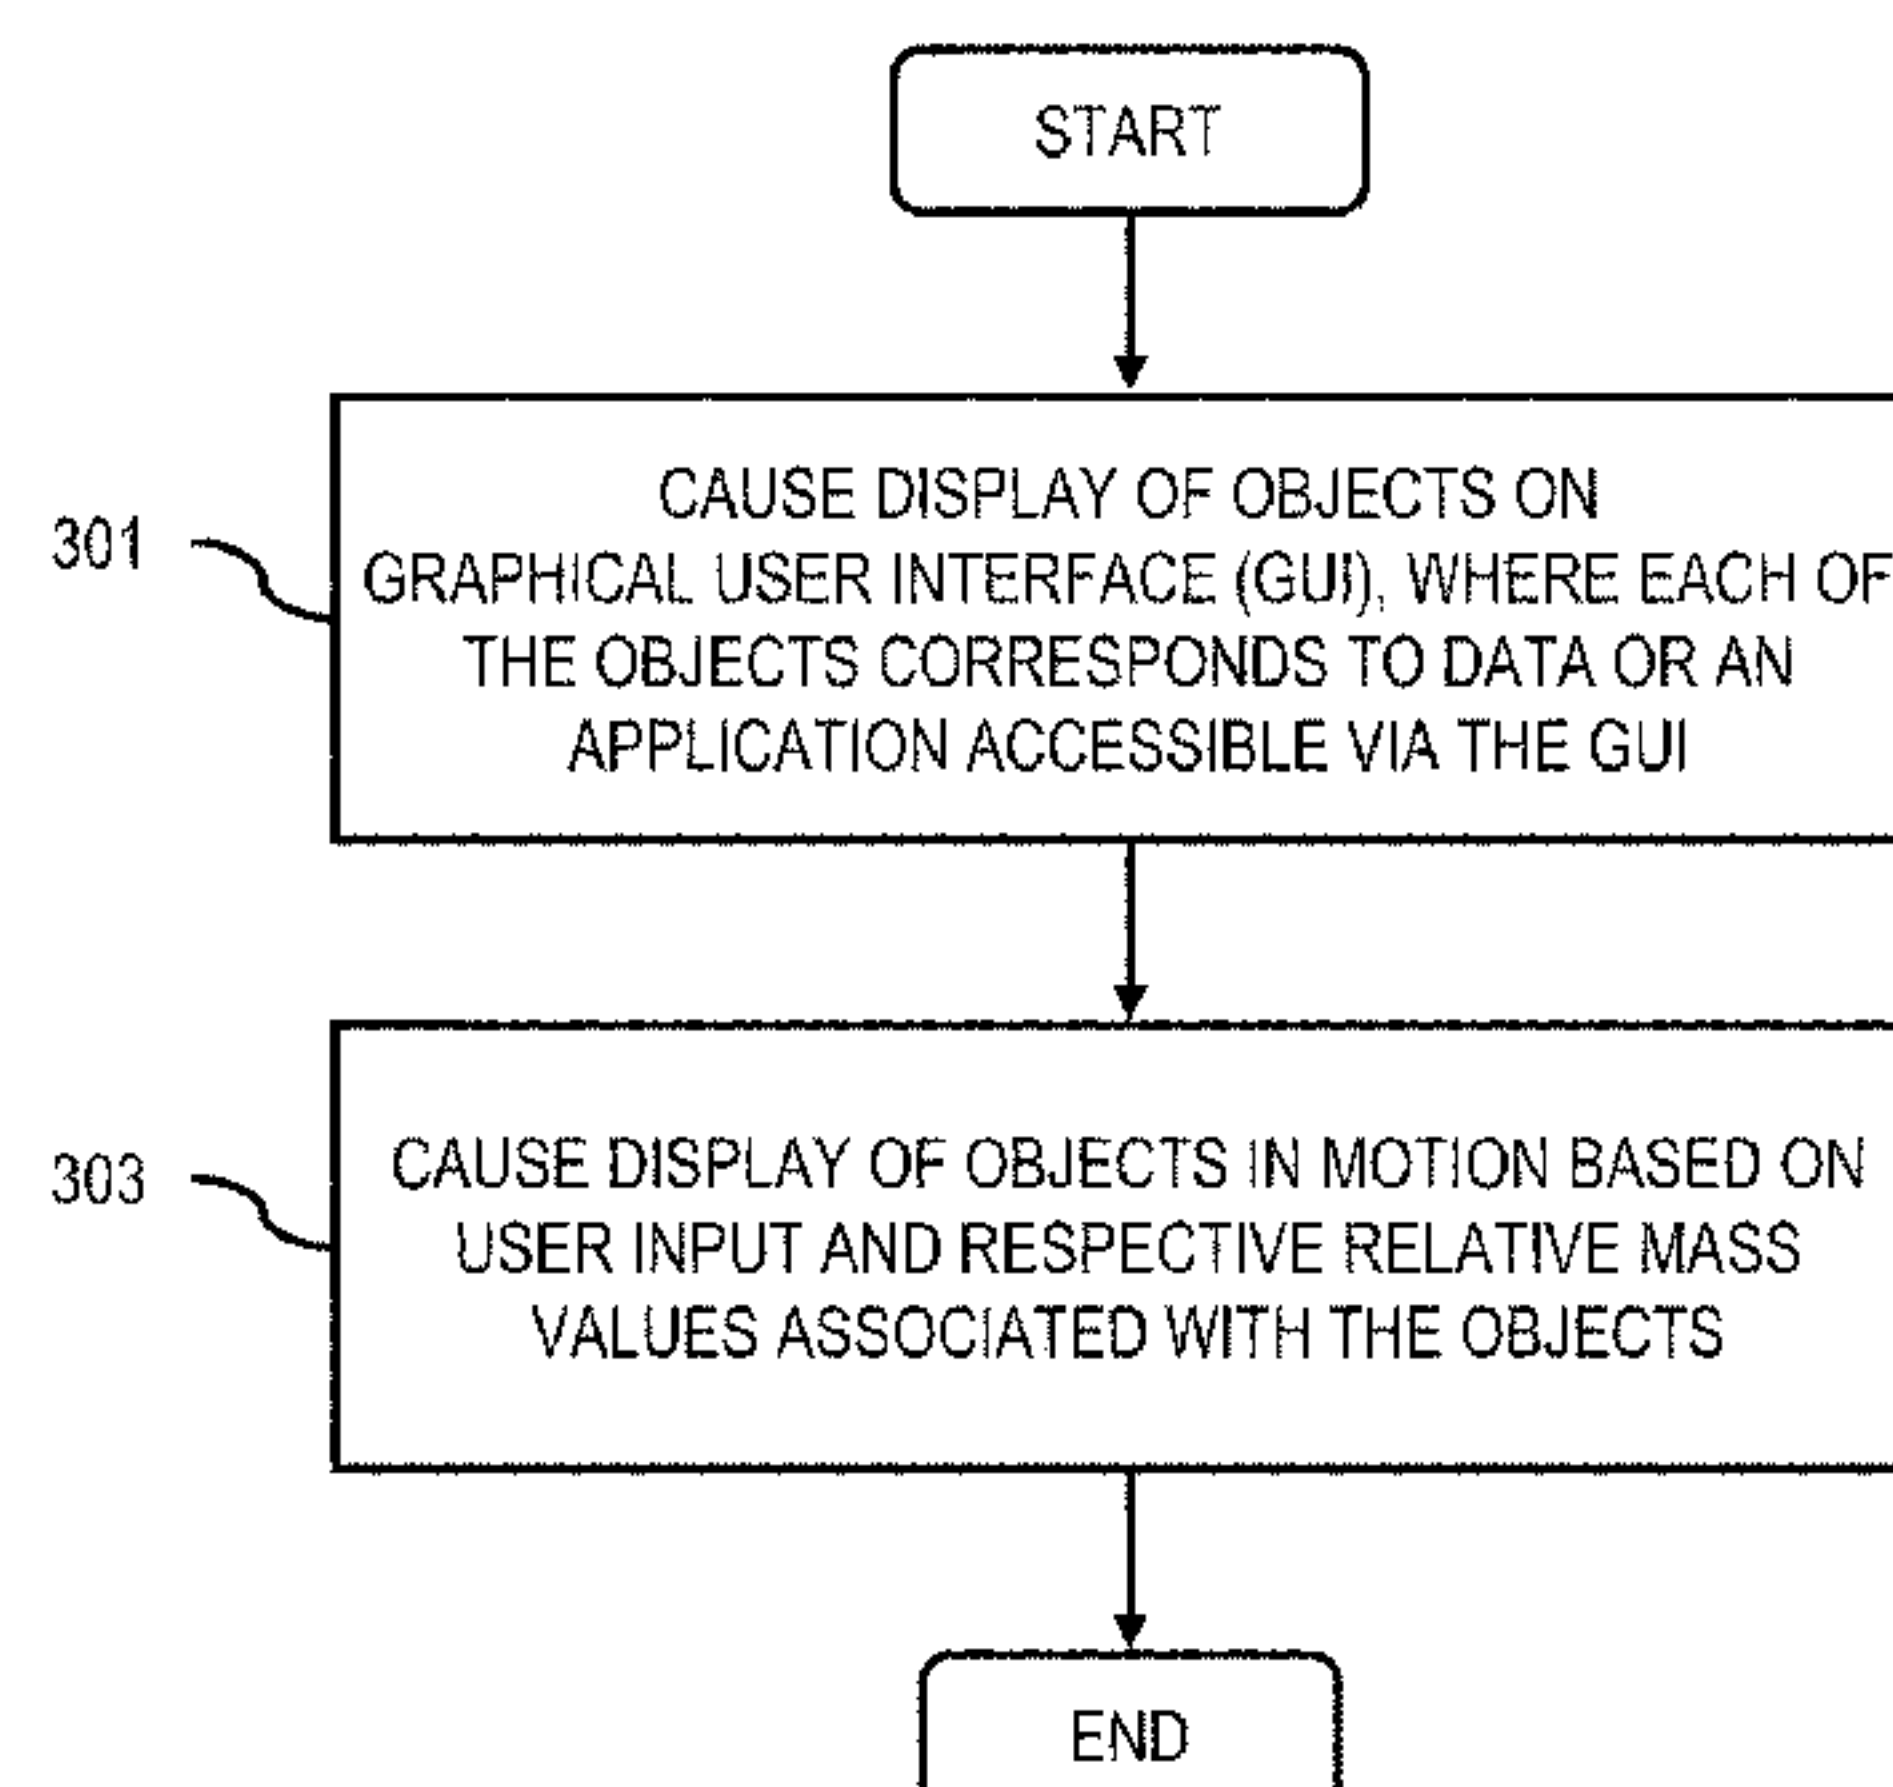 START
301
CAUSE DISPLAY OF OBJECTS ON
GRAPHICAL USER INTERFACE (GUI), WHERE EACH OF
THE OBJECTS CORRESPONDS TO DATA OR AN
APPLICATION ACCESSIBLE VIA THE GUI
303
CAUSE DISPLAY OF OBJECTS IN MOTION BASED ON
USER INPUT AND RESPECTIVE RELATIVE MASS
VALUES ASSOCIATED WITH THE OBJECTS
END